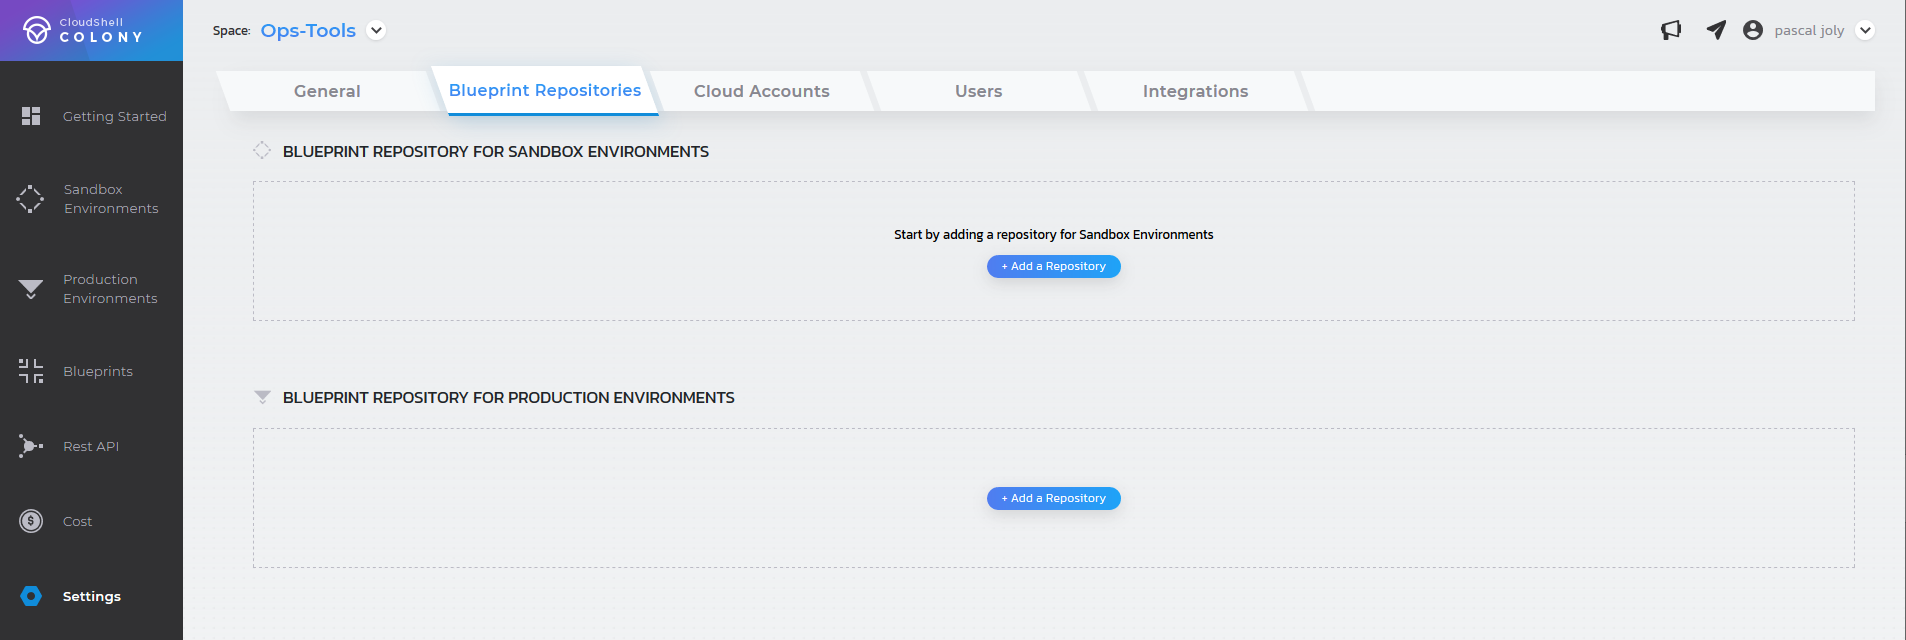 CloudShell
COLONY
Space: Ops-Tools
pascal joly
Getting Started
Sandbox
Environments
Production
Environments
Blueprints
Rest API
$
Cost
Settings
General
Blueprint Repositories
Cloud Accounts
Users
Integrations
BLUEPRINT REPOSITORY FOR SANDBOX ENVIRONMENTS
Start by adding a repository for Sandbox Environments
+ Add a Repository
BLUEPRINT REPOSITORY FOR PRODUCTION ENVIRONMENTS
+ Add a Repository